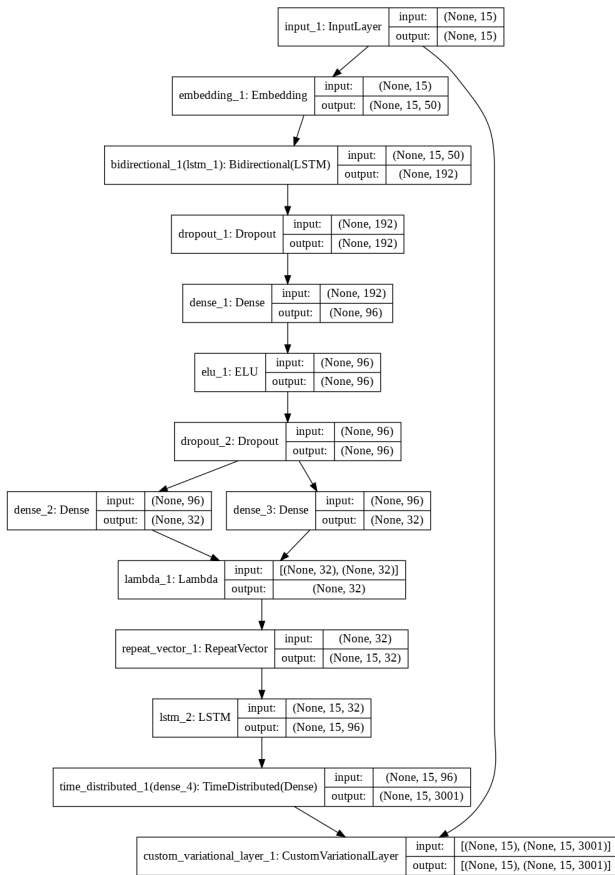 input_1: InputLayer
input: (None, 15)
output: (None, 15)
embedding_1: Embedding
input: (None, 15)
output: (None, 15, 50)
bidirectional_1(lstm_1): Bidirectional(LSTM)
input: (None, 15, 50)
output: (None, 192)
dropout_1: Dropout
input: (None, 192)
output: (None, 192)
dense_1: Dense
input: (None, 192)
output: (None, 96)
elu_1: ELU
input: (None, 96)
output: (None, 96)
dropout_2: Dropout
input: (None, 96)
output: (None, 96)
dense_2: Dense
input: (None, 96)
output: (None, 32)
dense_3: Dense
input: (None, 96)
output: (None, 32)
lambda_1: Lambda
input: [(None, 32), (None, 32)]
output: (None, 32)
repeat_vector_1: RepeatVector
input: (None, 32)
output: (None, 15, 32)
lstm_2: LSTM
input: (None, 15, 32)
output: (None, 15, 96)
time_distributed_1(dense_4): TimeDistributed(Dense)
input: (None, 15, 96)
output: (None, 15, 3001)
custom_variational_layer_1: CustomVariationalLayer
input: [(None, 15), (None, 15, 3001)]
output: [(None, 15), (None, 15, 3001)]